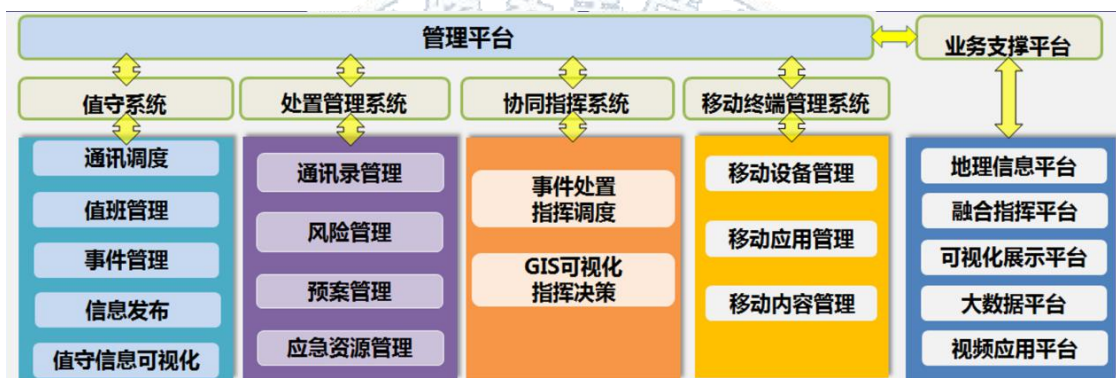 管理平台
业务支撑平台
值守系统
处置管理系统
协同指挥系统
移动终端管理系统
通讯调度
值班管理
事件管理
信息发布
值守信息可视化
通讯录管理
风险管理
预案管理
应急资源管理
事件处置
指挥调度
GIS可视化
指挥决策
移动设备管理
移动应用管理
移动内容管理
地理信息平台
融合指挥平台
可视化展示平台
大数据平台
视频应用平台